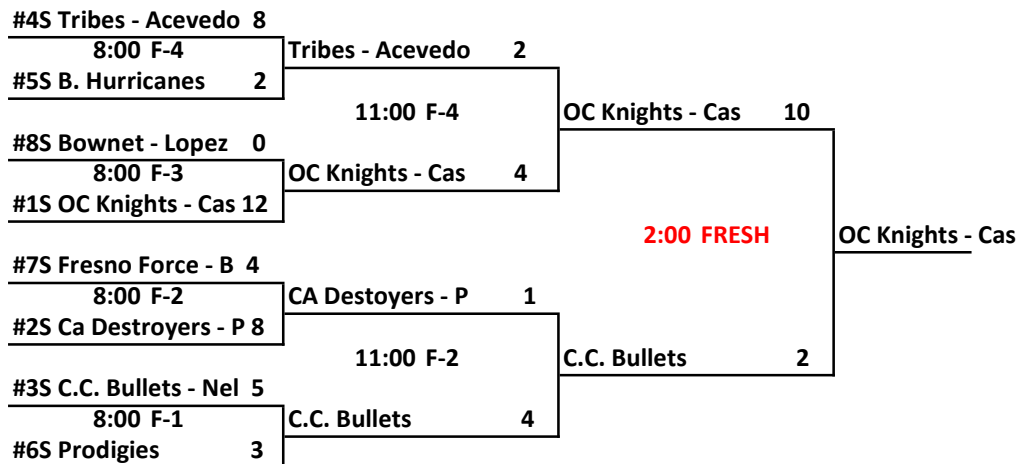 #4S Tribes - Acevedo 8
8:00 F-4
Tribes - Acevedo 2
#5S B. Hurricanes 2
11:00 F-4
OC Knights - Cas 10
#8S Bownet - Lopez 0
8:00 F-3
OC Knights - Cas 4
#1S OC Knights - Cas 12
2:00 FRESH
OC Knights - Cas
#7S Fresno Force - B 4
8:00 F-2
CA Destoyers - P 1
#2S Ca Destroyers - P 8
11:00 F-2
C.C. Bullets 2
#3S C.C. Bullets - Nel 5
8:00 F-1
C.C. Bullets 4
#6S Prodigies 3